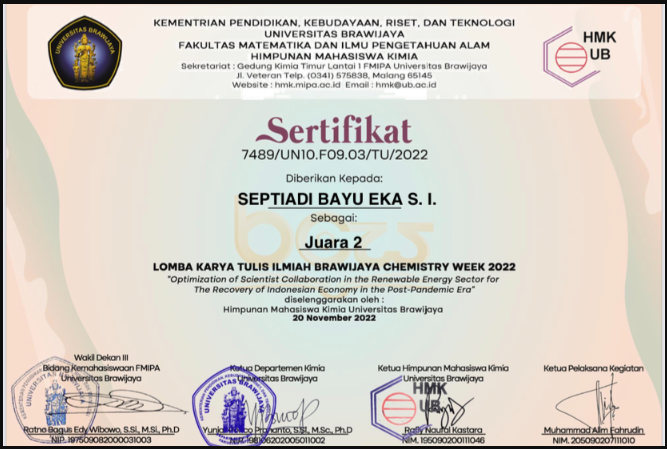 KEMENTRIAN PENDIDIKAN, KEBUDAYAAN, RISET, DAN TEKNOLOGI
UNIVERSITAS BRAWIJAYA
FAKULTAS MATEMATIKA DAN ILMU PENGETAHUAN ALAM
HIMPUNAN MAHASISWA KIMIA
Sekretariat : Gedung Kimia Timur Lantai 1 FMIPA Universitas Brawijaya
Jl. Veteran Telp. (0341) 575838, Malang 65145
Website : hmk.mipa.ac.id Email : hmk@ub.ac.id
UNIVERSITAS BRAWIJAYA
HMK
UB
Sertifikat
7489/UN10.F09.03/TU/2022
Diberikan Kepada:
SEPTIADI BAYU EKA S. I.
Sebagai:
Juara 2
LOMBA KARYA TULIS ILMIAH BRAWIJAYA CHEMISTRY WEEK 2022
"Optimization of Scientist Collaboration in the Renewable Energy Sector for
The Recovery of Indonesian Economy in the Post-Pandemic Era"
diselenggarakan oleh :
Himpunan Mahasiswa Kimia Universitas Brawijaya
20 November 2022
Wakil Dekan III
Bidang Kemahasiswaan FMIPA
Universitas Brawijaya
Ratno Bagus Edy Wibowo, S.Si., M.Si., Ph.D
NIP. 197509082000031003
Ketua Departemen Kimia
Universitas Brawijaya
Prananto, S.Si., M.Sc., Ph.D
NIP. 198106202005011002
Ketua Himpunan Mahasiswa Kimia
Universitas Brawijaya
HMK
UB
Rafly Naufal Kastara
NIM. 195090200111046
Ketua Pelaksana Kegiatan
Muhammad Alim Fahrudin
NIM. 205090207111010